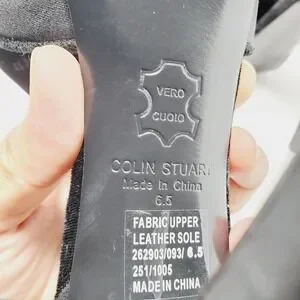 VERO
CUOIO
COLIN STUART
Made In China
6.5
FABRIC UPPER
LEATHER SOLE
262903/093/ 6.5
251/1005
MADE IN CHINA